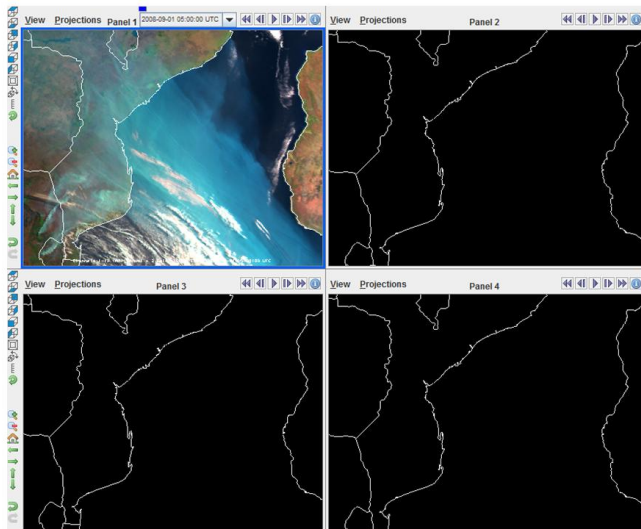 View Projections Panel 1 2008-09-01 05:00:00 UTC
View Projections Panel 2
View Projections Panel 3
View Projections Panel 4